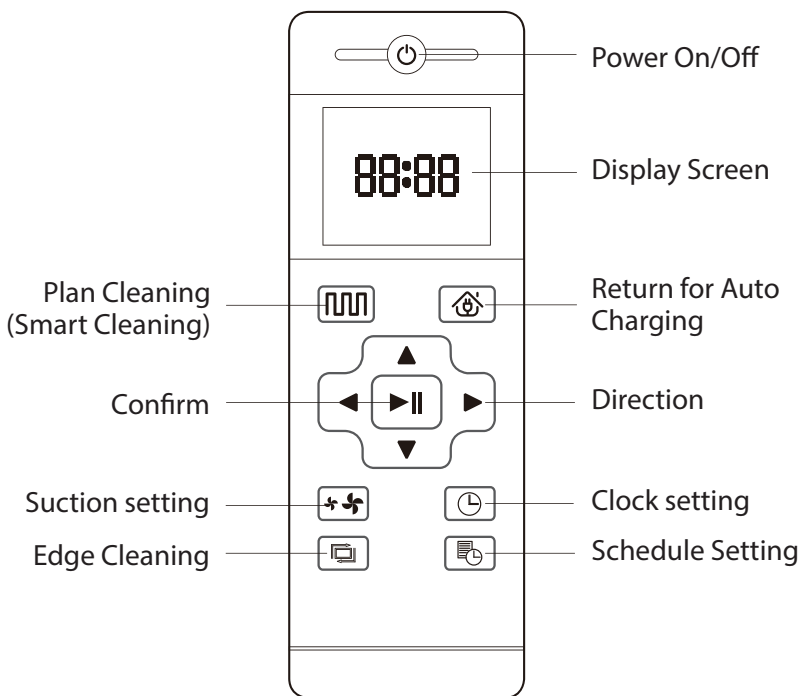 Power On/Off
88:88
Display Screen
Plan Cleaning
(Smart Cleaning)
Return for Auto
Charging
Confirm
Direction
Suction setting
Clock setting
Edge Cleaning
Schedule Setting